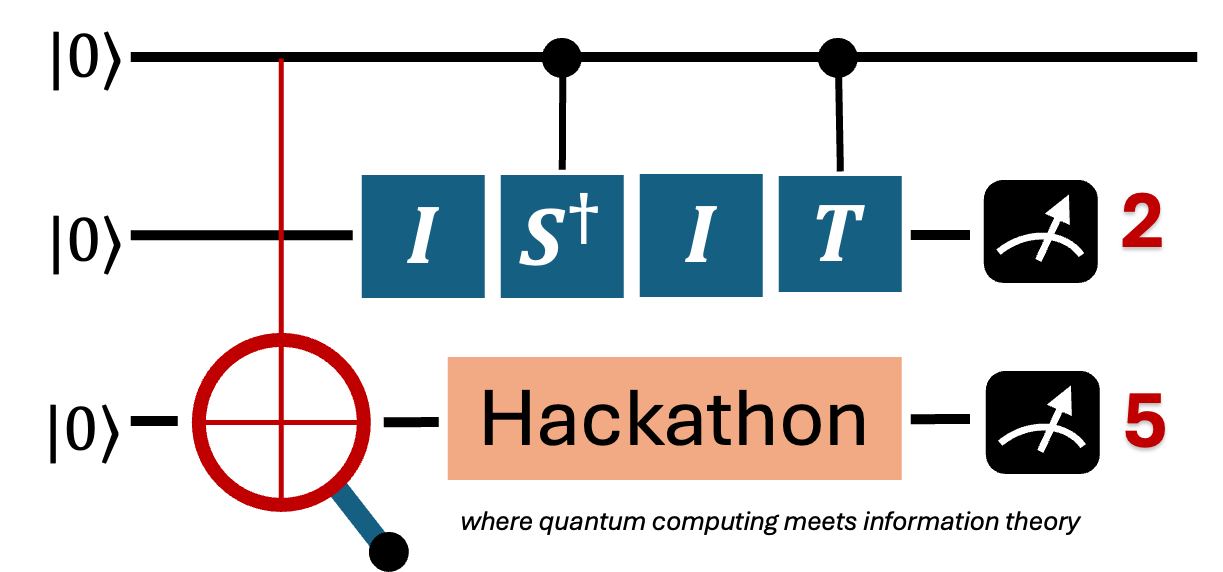 |0⟩
|0⟩ I S† I T 2
|0⟩ Hackathon 5
where quantum computing meets information theory